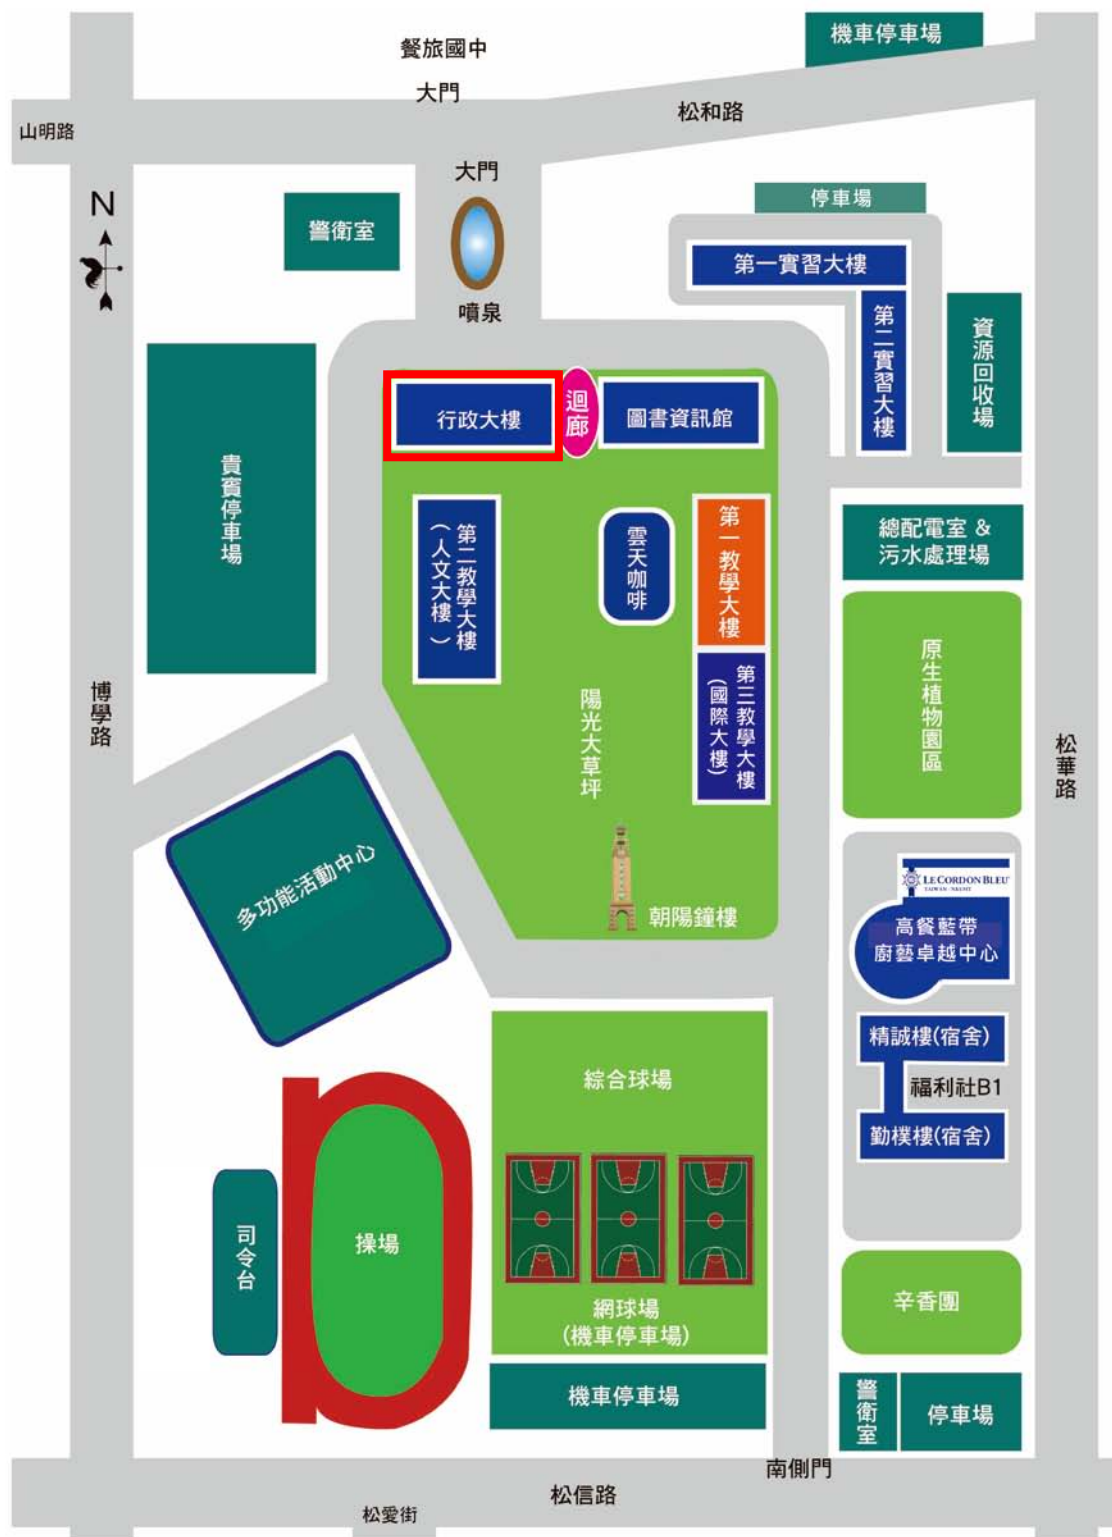 餐旅國中
大門
機車停車場
山明路
松和路
大門
N
警衛室
噴泉
停車場
第一實習大樓
第二實習大樓
資源回收場
行政大樓
迴廊
圖書資訊館
貴賓停車場
第二教學大樓
(人文大樓)
雲天咖啡
第一教學大樓
總配電室 &
污水處理場
原生植物園區
博學路
陽光大草坪
第三教學大樓
(國際大樓)
松華路
多功能活動中心
朝陽鐘樓
LE CORDON BLEU
TAIWAN - NKUHT
高餐藍帶
廚藝卓越中心
精誠樓(宿舍)
福利社B1
勤樸樓(宿舍)
綜合球場
司令台
操場
網球場
(機車停車場)
辛香園
機車停車場
警衛室
停車場
南側門
松信路
松愛街